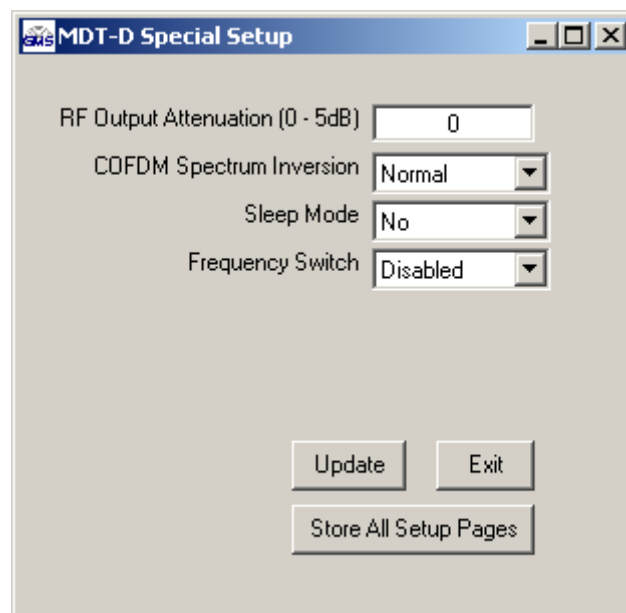 GMS MDT-D Special Setup
RF Output Attenuation (0 - 5dB) 0
COFDM Spectrum Inversion Normal
Sleep Mode No
Frequency Switch Disabled
Update Exit
Store All Setup Pages